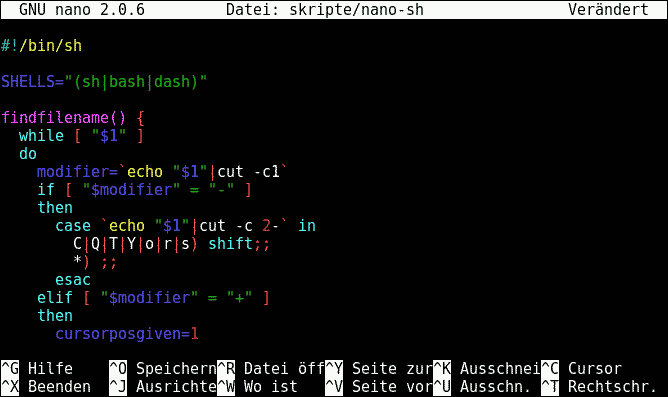 GNU nano 2.0.6 Datei: skripte/nano-sh Verändert
#!/bin/sh
SHELLS="(sh|bash|dash)"
findfilename() {
while [ "$1" ]
do
modifier=`echo "$1"|cut -c1`
if [ "$modifier" = "-" ]
then
case `echo "$1"|cut -c 2-` in
C|Q|T|Y|o|r|s) shift;;
*) ;;
esac
elif [ "$modifier" = "+" ]
then
cursorposgiven=1
^G Hilfe ^O Speichern ^R Datei öff ^Y Seite zur ^K Ausschnei ^C Cursor
^X Beenden ^J Ausrichte ^W Wo ist ^V Seite vor ^U Ausschn. ^T Rechtschr.